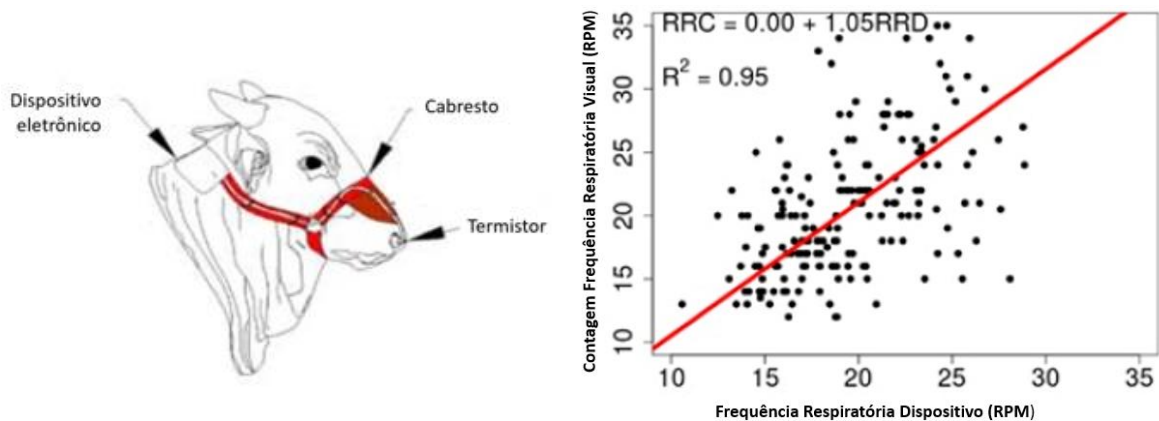 Dispositivo
eletrônico
Cabresto
Termistor
Contagem Frequência Respiratória Visual (RPM)
RRC = 0.00 + 1.05RRD
R² = 0.95
35
30
25
20
15
10
10 15 20 25 30 35
Frequência Respiratória Dispositivo (RPM)